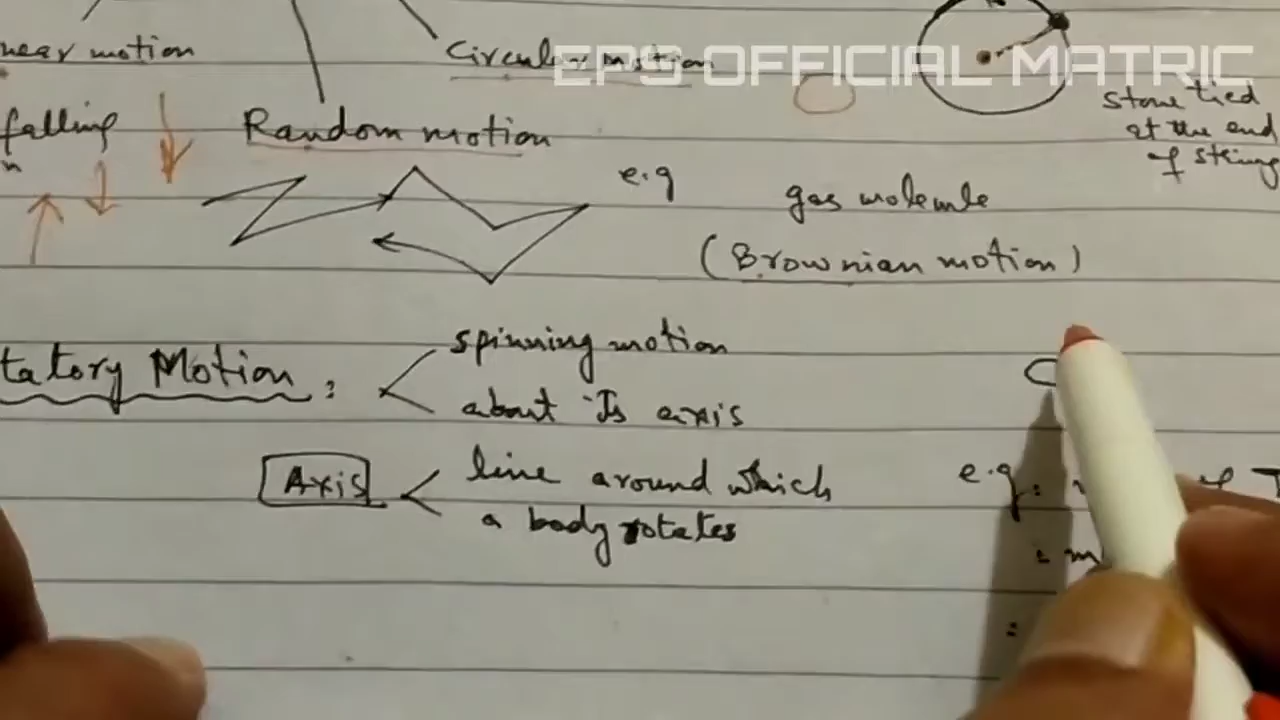 near motion
Circular motion
EPS OFFICIAL MATRIC
stone tied
at the end
of string
falling
n
Random motion
e.g
gas molecule
(Brownian motion)
tatory Motion :
spinning motion
about Its axis
Axis
line around which
a body rotates
e.g :
of T
: m
: